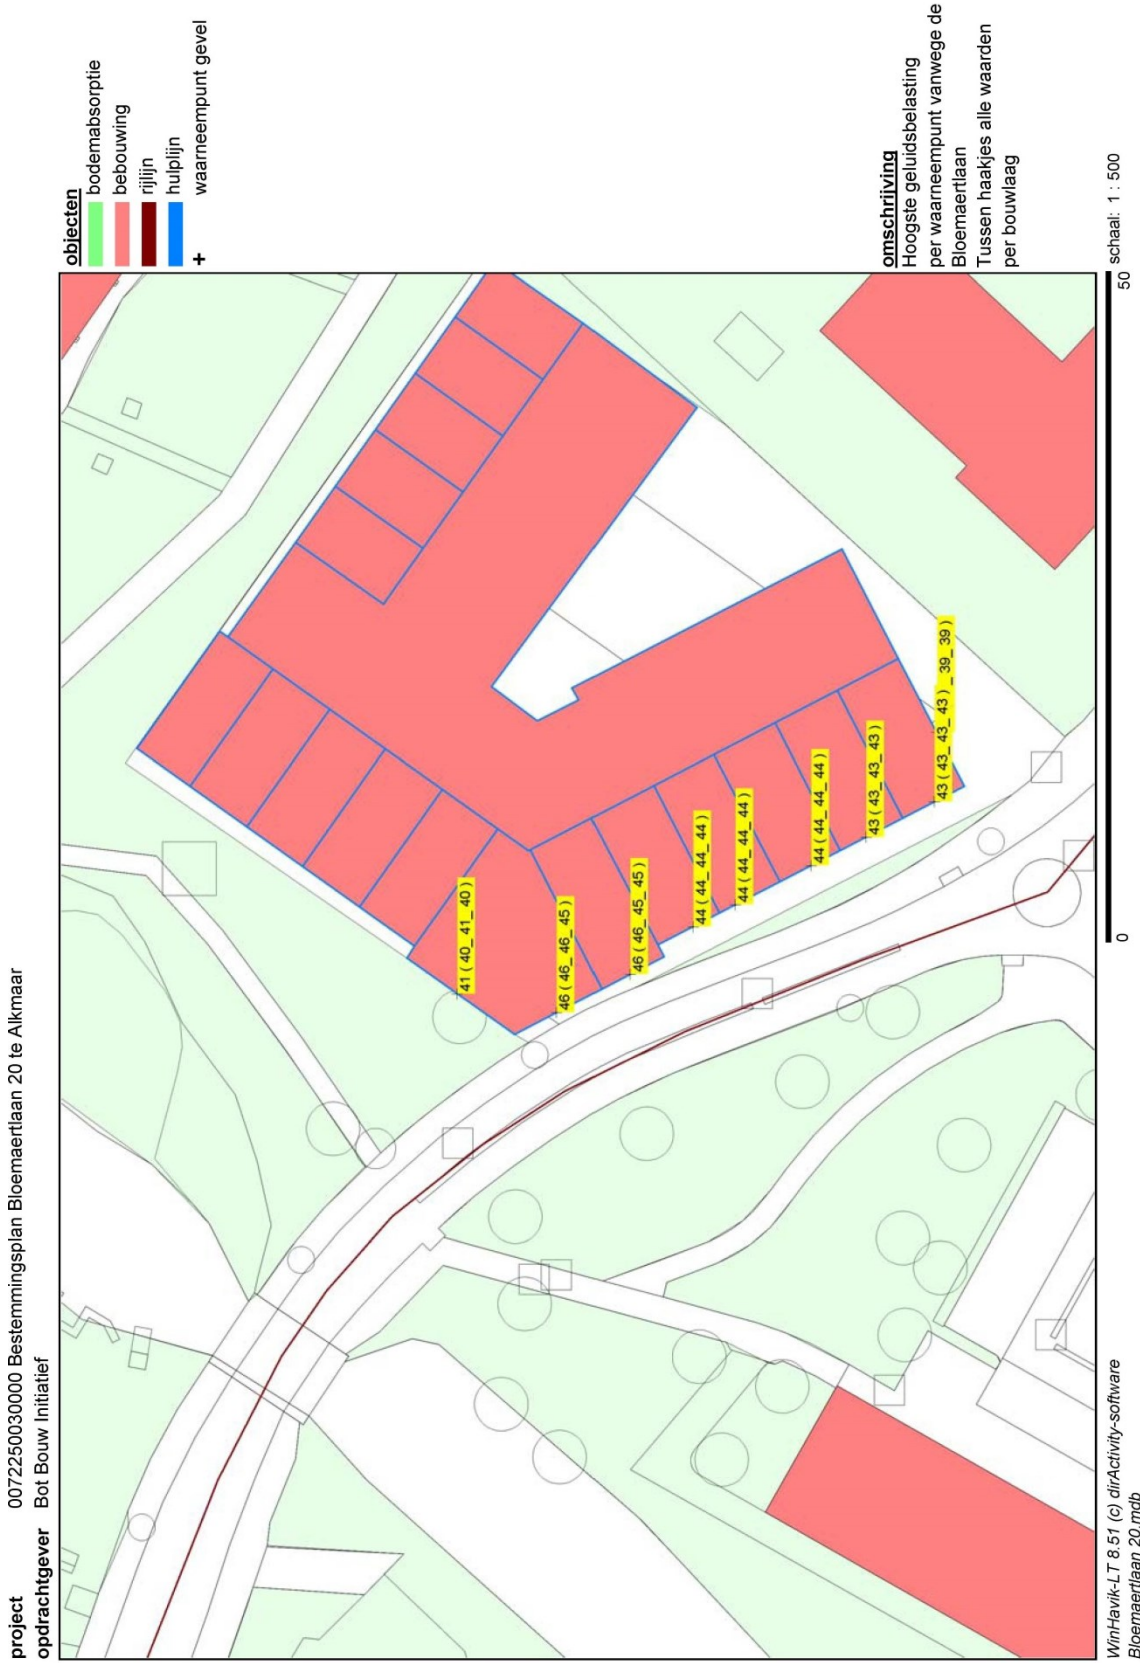 project 0072250030000 Bestemmingsplan Bloemaertlaan 20 te Alkmaar
opdrachtgever Bot Bouw Initiatief
objecten
bodemabsorptie
bebouwing
rijlijn
hulplijn
+ waarneempunt gevel
41 ( 40_ 41_ 40 )
46 ( 46_ 46_ 45 )
46 ( 46_ 45_ 45 )
44 ( 44_ 44_ 44 )
44 ( 44_ 44_ 44 )
44 ( 44_ 44_ 44 )
43 ( 43_ 43_ 43 )
43 ( 43_ 43_ 43 ) _ 39_ 39 )
omschrijving
Hoogste geluidsbelasting
per waarneempunt vanwege de
Bloemaertlaan
Tussen haakjes alle waarden
per bouwlaag
0 50 schaal: 1 : 500
WinHavik-LT 8.51 (c) dirActivity-software
Bloemaertlaan 20.mdb